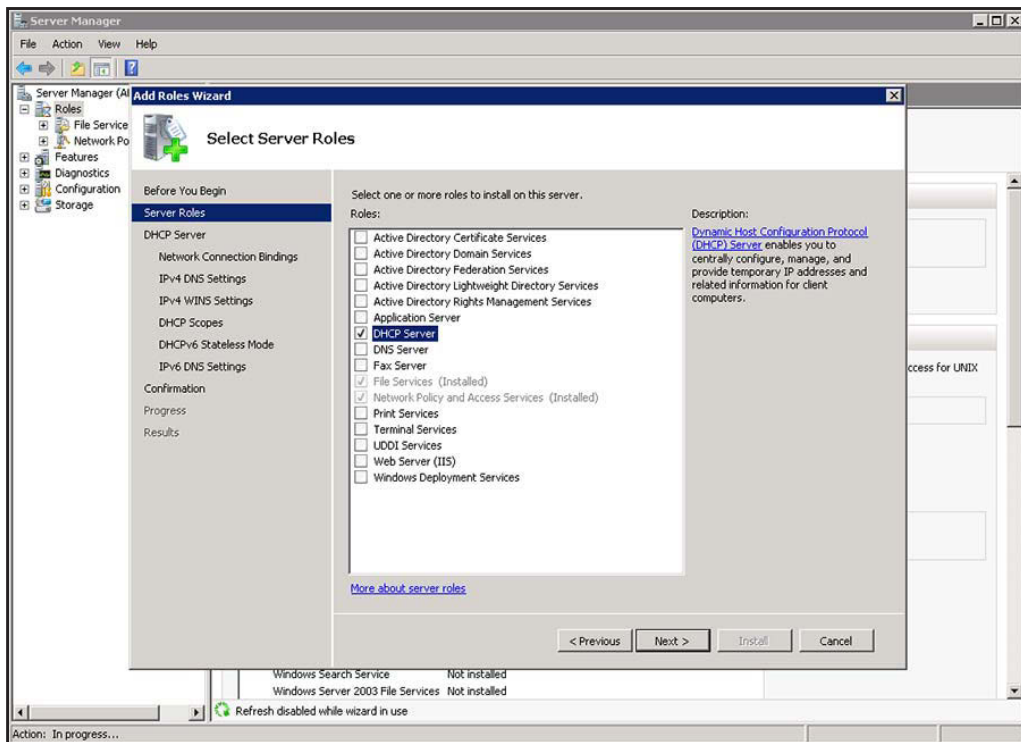 Server Manager
File Action View Help
Server Manager (Al
Roles
File Service
Network Po
Features
Diagnostics
Configuration
Storage
Add Roles Wizard
Select Server Roles
Before You Begin
Server Roles
DHCP Server
Network Connection Bindings
IPv4 DNS Settings
IPv4 WINS Settings
DHCP Scopes
DHCPv6 Stateless Mode
IPv6 DNS Settings
Confirmation
Progress
Results
Select one or more roles to install on this server.
Roles:
Active Directory Certificate Services
Active Directory Domain Services
Active Directory Federation Services
Active Directory Lightweight Directory Services
Active Directory Rights Management Services
Application Server
DHCP Server
DNS Server
Fax Server
File Services (Installed)
Network Policy and Access Services (Installed)
Print Services
Terminal Services
UDDI Services
Web Server (IIS)
Windows Deployment Services
More about server roles
Description:
Dynamic Host Configuration Protocol
(DHCP) Server enables you to
centrally configure, manage, and
provide temporary IP addresses and
related information for client
computers.
< Previous Next > Install Cancel
ccess for UNIX
Windows Search Service Not installed
Windows Server 2003 File Services Not installed
Refresh disabled while wizard in use
Action: In progress...